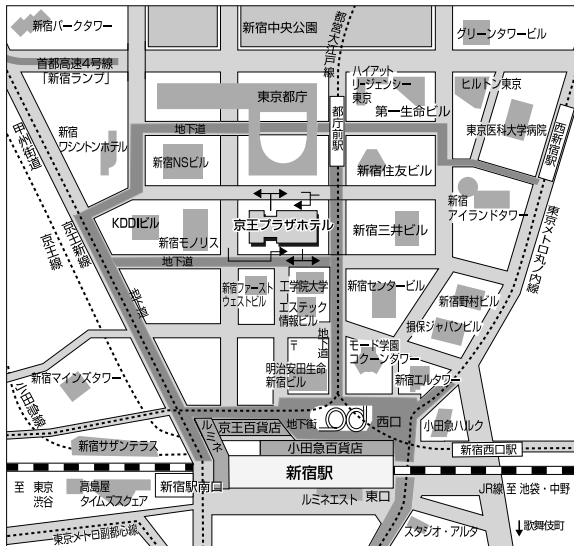 新宿パークタワー
新宿中央公園
都営大江戸線
グリーンタワービル
首都高速4号線
「新宿ランプ」
ハイアット
リージェンシー
東京
ヒルトン東京
東京都庁
第一生命ビル
都庁前駅
東京医科大学病院
西新宿駅
甲州街道
新宿
ワシントンホテル
地下道
新宿NSビル
新宿住友ビル
新宿
アイランドタワー
京王新線
京王線
KDDIビル
新宿モノリス
京王プラザホテル
新宿三井ビル
東京メトロ丸ノ内線
地下道
地下道
新宿ファースト
ウェストビル
工学院大学
エステック
情報ビル
地下道
新宿センタービル
新宿野村ビル
損保ジャパンビル
〒
明治安田生命
新宿ビル
モード学園
コクーンタワー
新宿エルタワー
新宿マインズタワー
小田急線
ルミネ
京王百貨店
地下街
西口
小田急ハルク
新宿サザンテラス
小田急百貨店
新宿西口駅
新宿駅
至 東京
渋谷
高島屋
タイムズスクェア
新宿駅南口
ルミネエスト
東口
JR線 至 池袋・中野
東京メトロ副都心線
スタジオ・アルタ
↓歌舞伎町